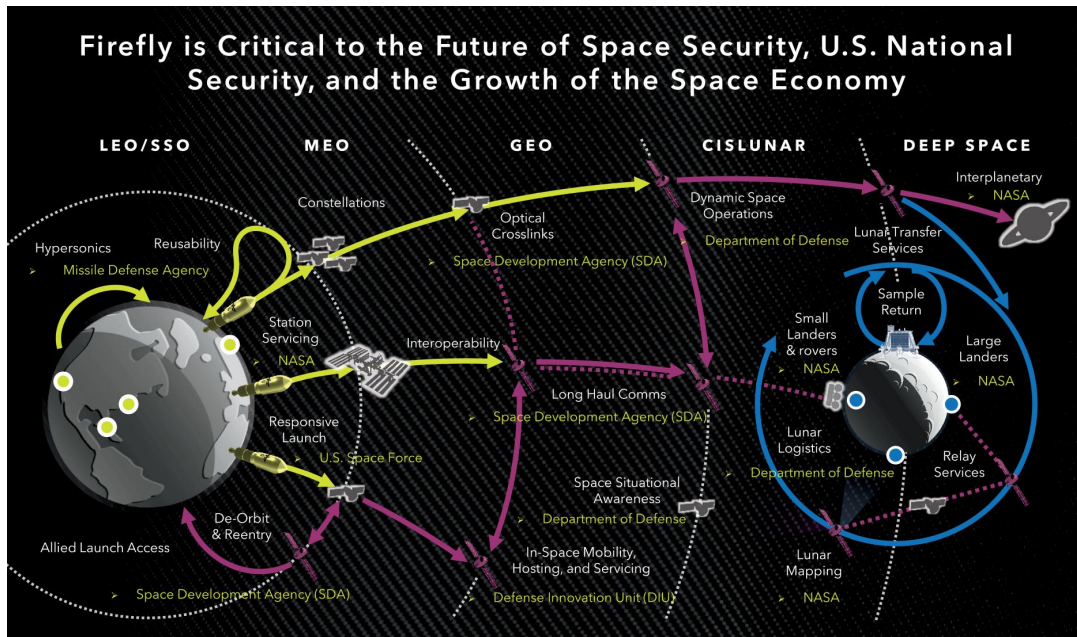 Firefly is Critical to the Future of Space Security, U.S. National
Security, and the Growth of the Space Economy
LEO/SSO
MEO
GEO
CISLUNAR
DEEP SPACE
Hypersonics
➢ Missile Defense Agency
Reusability
Constellations
Optical
Crosslinks
➢ Space Development Agency (SDA)
Dynamic Space
Operations
➢ Department of Defense
Interplanetary
➢ NASA
Lunar Transfer
Services
Sample
Return
Station
Servicing
➢ NASA
Interoperability
Long Haul Comms
➢ Space Development Agency (SDA)
Small
Landers
& rovers
➢ NASA
Large
Landers
➢ NASA
Responsive
Launch
➢ U.S. Space Force
Lunar
Logistics
➢ Department of Defense
Relay
Services
Space Situational
Awareness
➢ Department of Defense
De-Orbit
& Reentry
Allied Launch Access
➢ Space Development Agency (SDA)
In-Space Mobility,
Hosting, and Servicing
➢ Defense Innovation Unit (DIU)
Lunar
Mapping
➢ NASA